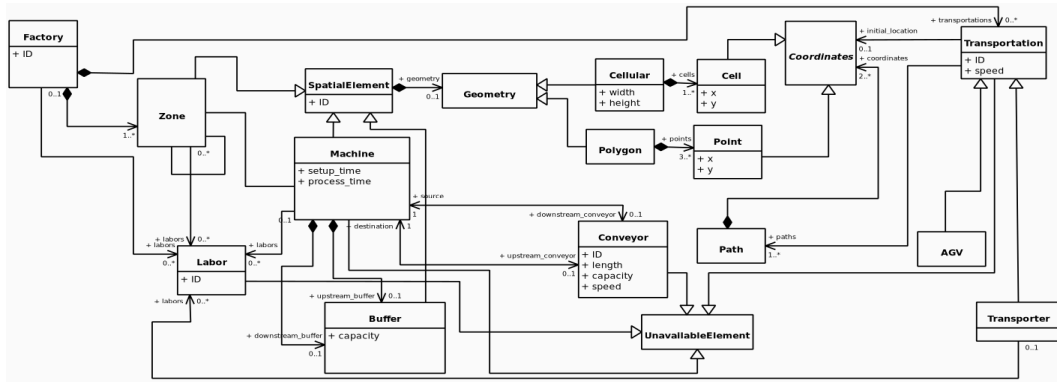 Factory
+ ID
0..1
1..*
Zone
0..*
SpatialElement
+ ID
+ geometry
0..1
Geometry
Cellular
+ width
+ height
+ cells
1..*
Cell
+ x
+ y
Polygon
+ points
3..*
Point
+ x
+ y
Coordinates
+ transportations
0..*
+ initial_location
0..1
+ coordinates
2..*
Transportation
+ ID
+ speed
Machine
+ setup_time
+ process_time
+ source
1
+ destination
1
0..1
+ downstream_conveyor
0..1
+ upstream_conveyor
0..1
Conveyor
+ ID
+ length
+ capacity
+ speed
Path
+ paths
1..*
AGV
+ labors
0..*
+ labors
0..*
+ labors
0..*
Labor
+ ID
+ labors
0..*
+ upstream_buffer
0..1
+ downstream_buffer
0..1
Buffer
+ capacity
UnavailableElement
Transporter
0..1